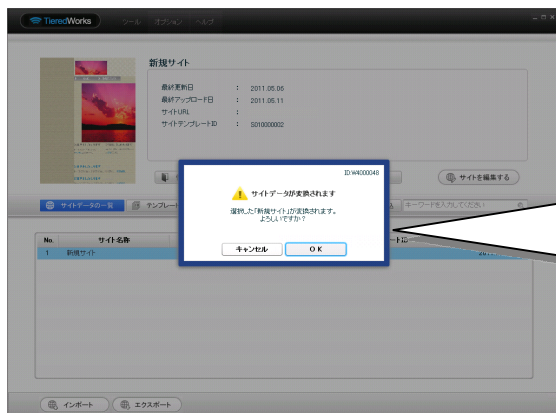 TieredWorks ツール オプション ヘルプ
新規サイト
最終更新日 : 2011.05.06
最終アップロード日 : 2011.05.11
サイトURL :
サイトテンプレートID : S010000002
サイトを編集する
ID:W4000048
サイトデータが変換されます
選択した「新規サイト」が変換されます。
よろしいですか？
キャンセル OK
サイトデータの一覧 テンプレート キーワードを入力してください
No. サイト名称 ートID
1 新規サイト
インポート エクスポート